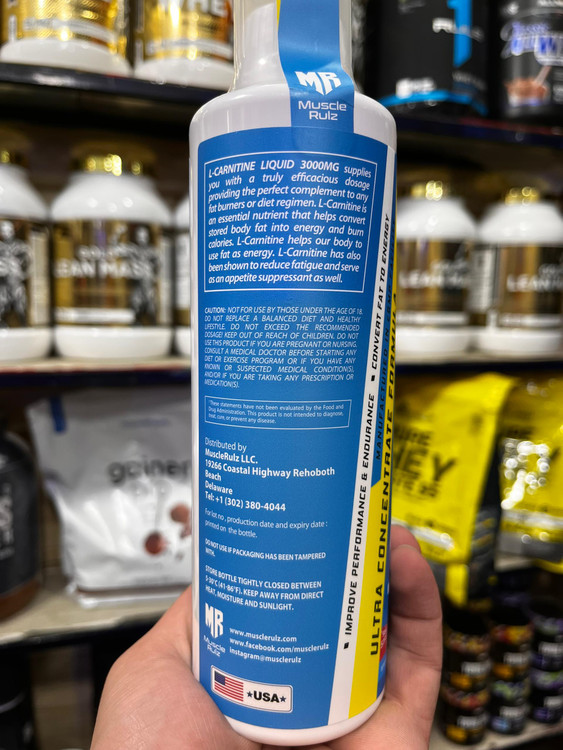 MR
Muscle
Rulz
L-CARNITINE LIQUID 3000MG supplies
you with a truly efficacious dosage
providing the perfect complement to any
fat burners or diet regimen. L-Carnitine is
an essential nutrient that helps convert
stored body fat into energy and burn
calories. L-Carnitine helps our body to
use fat as energy. L-Carnitine has also
been shown to reduce fatigue and serve
as an appetite suppressant as well.
CAUTION: NOT FOR USE BY THOSE UNDER THE AGE OF 18.
DO NOT REPLACE A BALANCED DIET AND HEALTHY
LIFESTYLE. DO NOT EXCEED THE RECOMMENDED
DOSAGE! KEEP OUT OF REACH OF CHILDREN. DO NOT
USE THIS PRODUCT IF YOU ARE PREGNANT OR NURSING.
CONSULT A MEDICAL DOCTOR BEFORE STARTING ANY
DIET OR EXERCISE PROGRAM OR IF YOU HAVE ANY
KNOWN OR SUSPECTED MEDICAL CONDITION(S),
AND/OR IF YOU ARE TAKING ANY PRESCRIPTION OR
MEDICATION(S).
*These statements have not been evaluated by the Food and
Drug Administration. This product is not intended to diagnose,
treat, cure, or prevent any disease.
Distributed by
MuscleRulz LLC.
19266 Coastal Highway Rehoboth
Beach
Delaware
Tel: +1 (302) 380-4044
For lot no, production date and expiry date :
printed on the bottle.
DO NOT USE IF PACKAGING HAS BEEN TAMPERED
WITH.
STORE BOTTLE TIGHTLY CLOSED BETWEEN
5-30°C (41-86°F). KEEP AWAY FROM DIRECT
HEAT, MOISTURE AND SUNLIGHT.
MR
Muscle
Rulz
www.musclerulz.com
www.facebook.com/musclerulz
instagram@musclerulz
★USA★
■ IMPROVE PERFORMANCE & ENDURANCE ■ CONVERT FAT TO ENERGY
ULTRA CONCENTRATE FORMULA
gainer
LEAN MASS